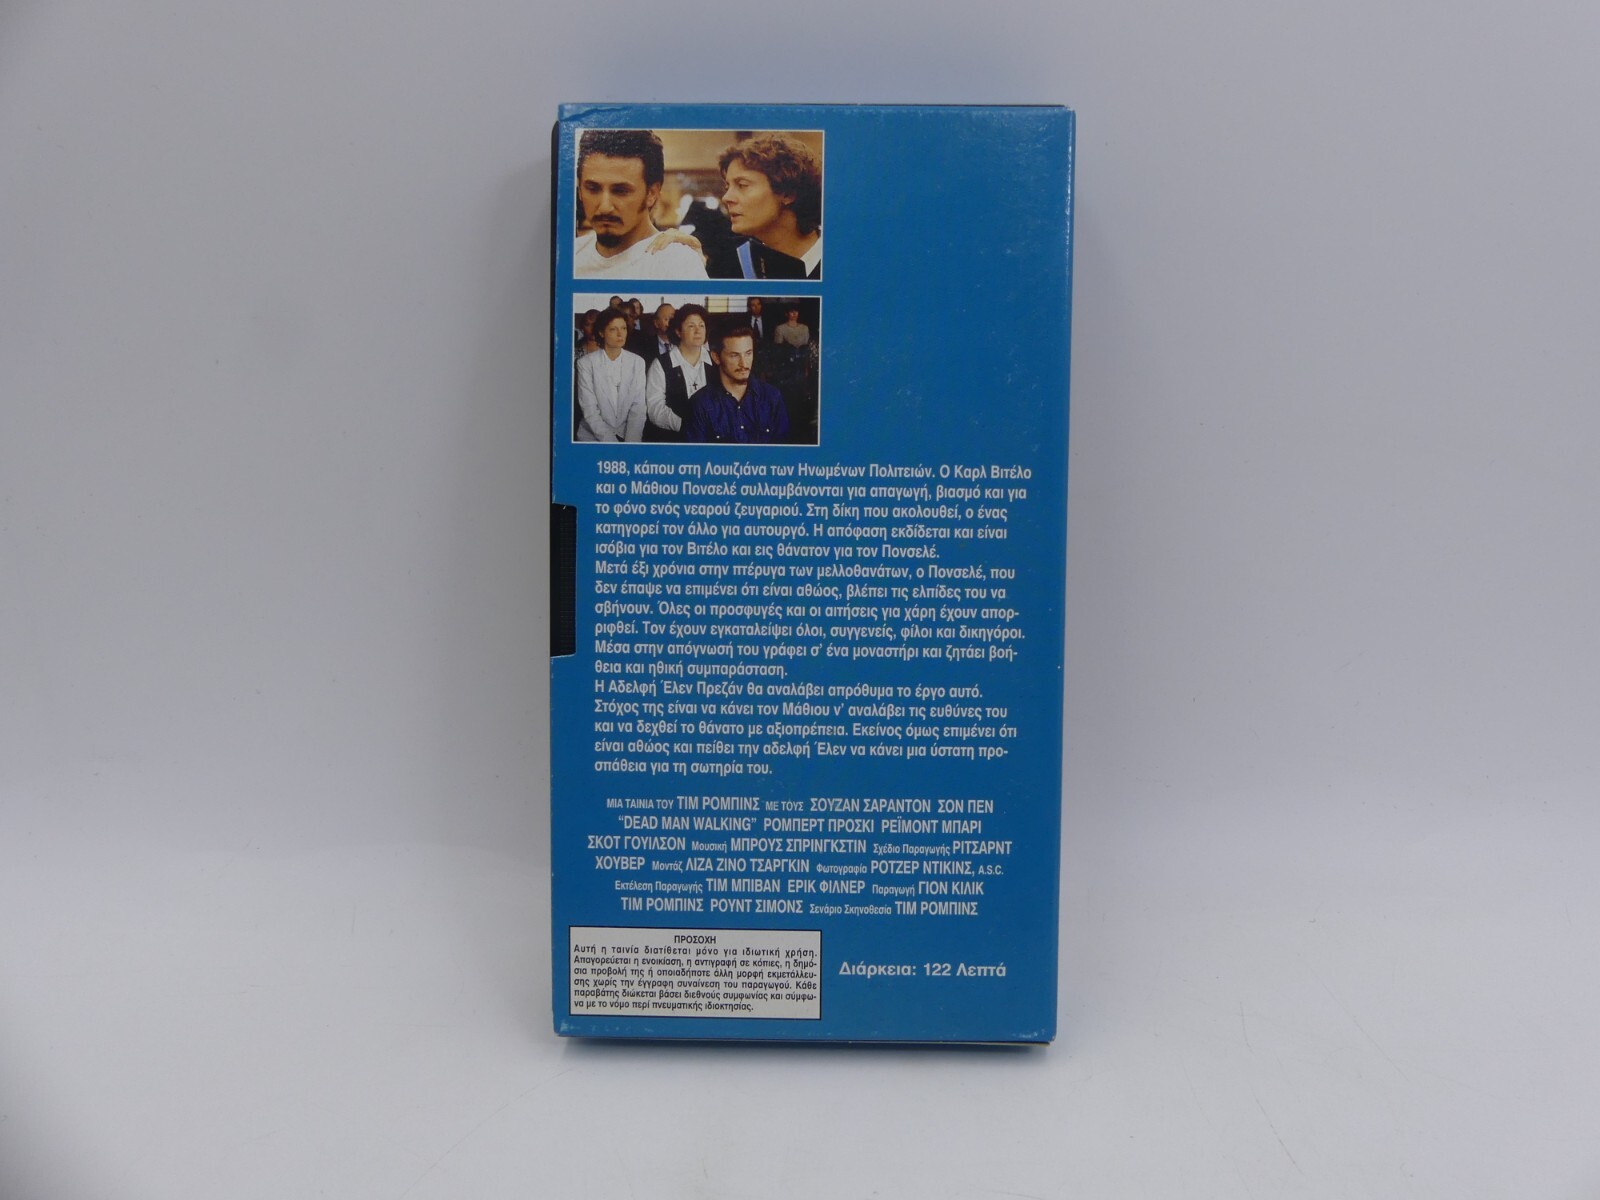 1988, κάπου στη Λουιζιάνα των Ηνωμένων Πολιτειών. Ο Καρλ Βιτέλο
και ο Μάθιου Πονσελέ συλλαμβάνονται για απαγωγή, βιασμό και για
το φόνο ενός νεαρού ζευγαριού. Στη δίκη που ακολουθεί, ο ένας
κατηγορεί τον άλλο για αυτουργό. Η απόφαση εκδίδεται και είναι
ισόβια για τον Βιτέλο και εις θάνατον για τον Πονσελέ.
Μετά έξι χρόνια στην πτέρυγα των μελλοθανάτων, ο Πονσελέ, που
δεν έπαψε να επιμένει ότι είναι αθώος, βλέπει τις ελπίδες του να
σβήνουν. Όλες οι προσφυγές και οι αιτήσεις για χάρη έχουν απορ-
ριφθεί. Τον έχουν εγκαταλείψει όλοι, συγγενείς, φίλοι και δικηγόροι.
Μέσα στην απόγνωσή του γράφει σ' ένα μοναστήρι και ζητάει βοή-
θεια και ηθική συμπαράσταση.
Η Αδελφή Έλεν Πρεζάν θα αναλάβει απρόθυμα το έργο αυτό.
Στόχος της είναι να κάνει τον Μάθιου ν' αναλάβει τις ευθύνες του
και να δεχθεί το θάνατο με αξιοπρέπεια. Εκείνος όμως επιμένει ότι
είναι αθώος και πείθει την αδελφή Έλεν να κάνει μια ύστατη προ-
σπάθεια για τη σωτηρία του.
ΜΙΑ ΤΑΙΝΙΑ ΤΟΥ ΤΙΜ ΡΟΜΠΙΝΣ ΜΕ ΤΟΥΣ ΣΟΥΖΑΝ ΣΑΡΑΝΤΟΝ ΣΟΝ ΠΕΝ
"DEAD MAN WALKING" ΡΟΜΠΕΡΤ ΠΡΟΣΚΙ ΡΕΪΜΟΝΤ ΜΠΑΡΙ
ΣΚΟΤ ΓΟΥΙΛΣΟΝ Μουσική ΜΠΡΟΥΣ ΣΠΡΙΝΓΚΣΤΙΝ Σχέδιο Παραγωγής ΡΙΤΣΑΡΝΤ
ΧΟΥΒΕΡ Μοντάζ ΛΙΖΑ ΖΙΝΟ ΤΣΑΡΓΚΙΝ Φωτογραφία ΡΟΤΖΕΡ ΝΤΙΚΙΝΣ, A.S.C.
Εκτέλεση Παραγωγής ΤΙΜ ΜΠΙΒΑΝ ΕΡΙΚ ΦΙΛΝΕΡ Παραγωγή ΓΙΟΝ ΚΙΛΙΚ
ΤΙΜ ΡΟΜΠΙΝΣ ΡΟΥΝΤ ΣΙΜΟΝΣ Σενάριο Σκηνοθεσία ΤΙΜ ΡΟΜΠΙΝΣ
ΠΡΟΣΟΧΗ
Αυτή η ταινία διατίθεται μόνο για ιδιωτική χρήση.
Απαγορεύεται η ενοικίαση, η αντιγραφή σε κόπιες, η δημό-
σια προβολή της ή οποιαδήποτε άλλη μορφή εκμετάλλευ-
σης χωρίς την έγγραφη συναίνεση του παραγωγού. Κάθε
παραβάτης διώκεται βάσει διεθνούς συμφωνίας και σύμφω-
να με το νόμο περί πνευματικής ιδιοκτησίας.
Διάρκεια: 122 Λεπτά